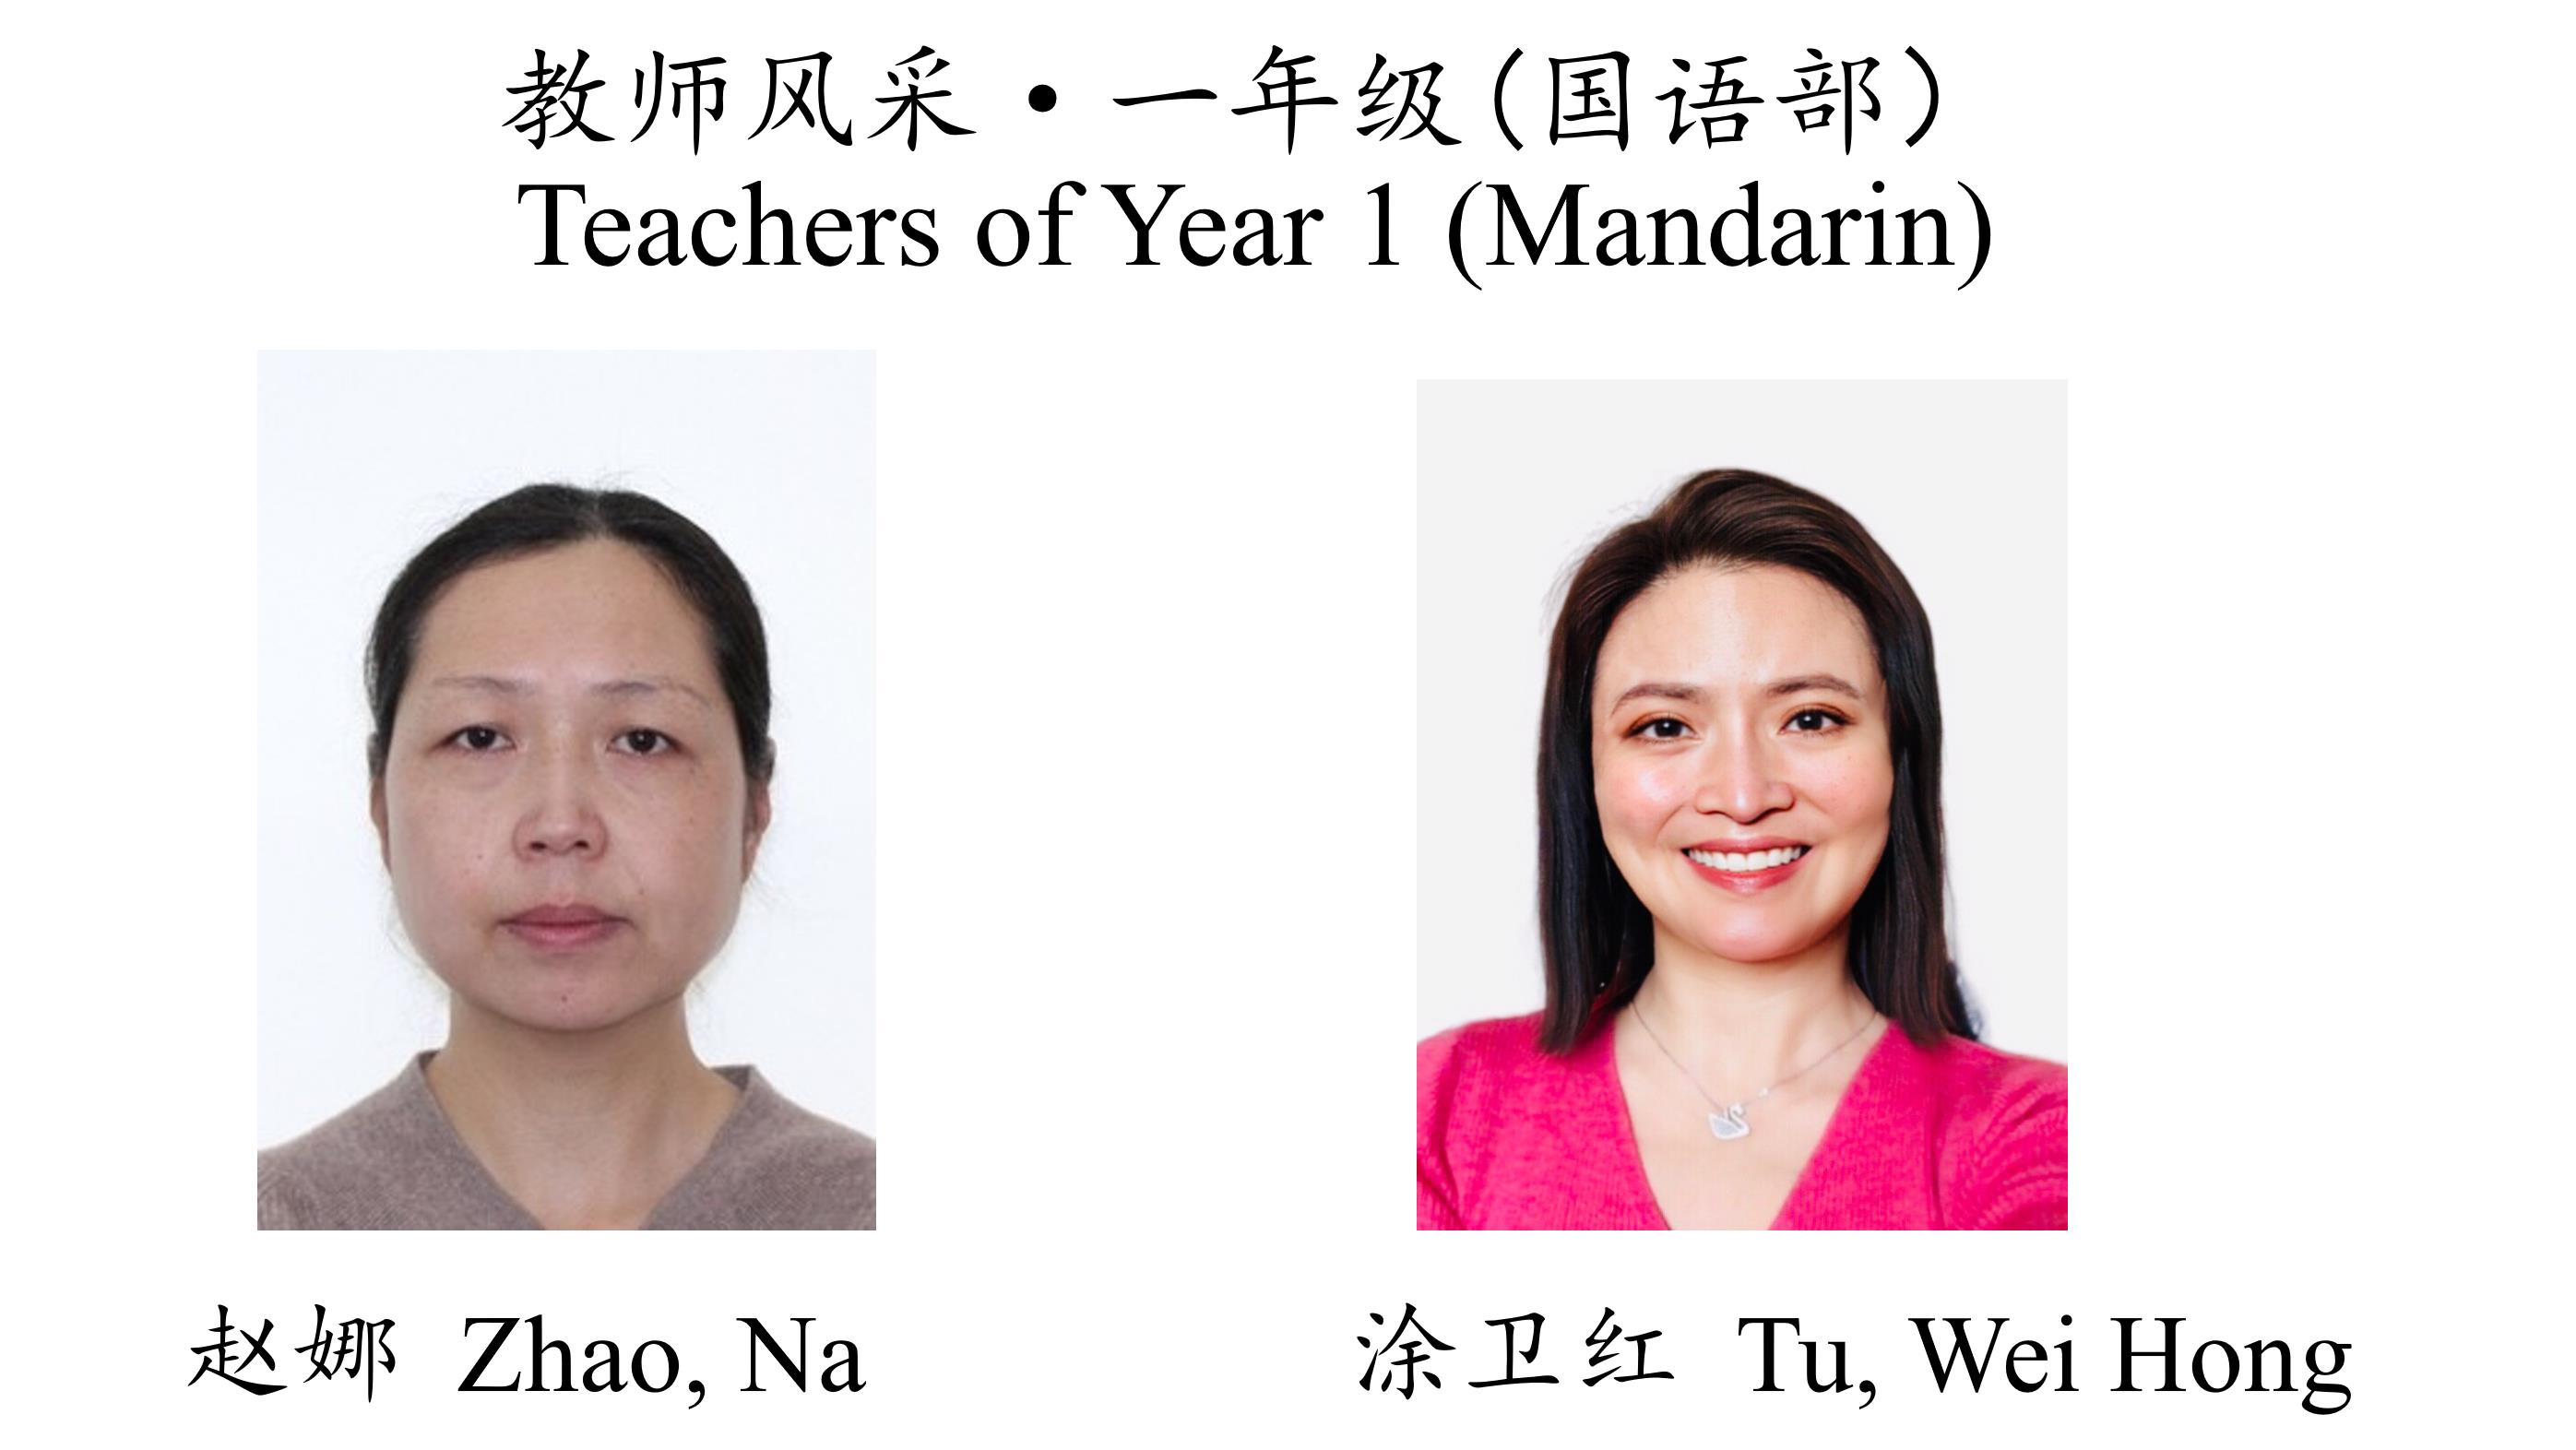 教师风采·一年级(国语部)
Teachers of Year 1 (Mandarin)
赵娜 Zhao, Na
涂卫红 Tu, Wei Hong